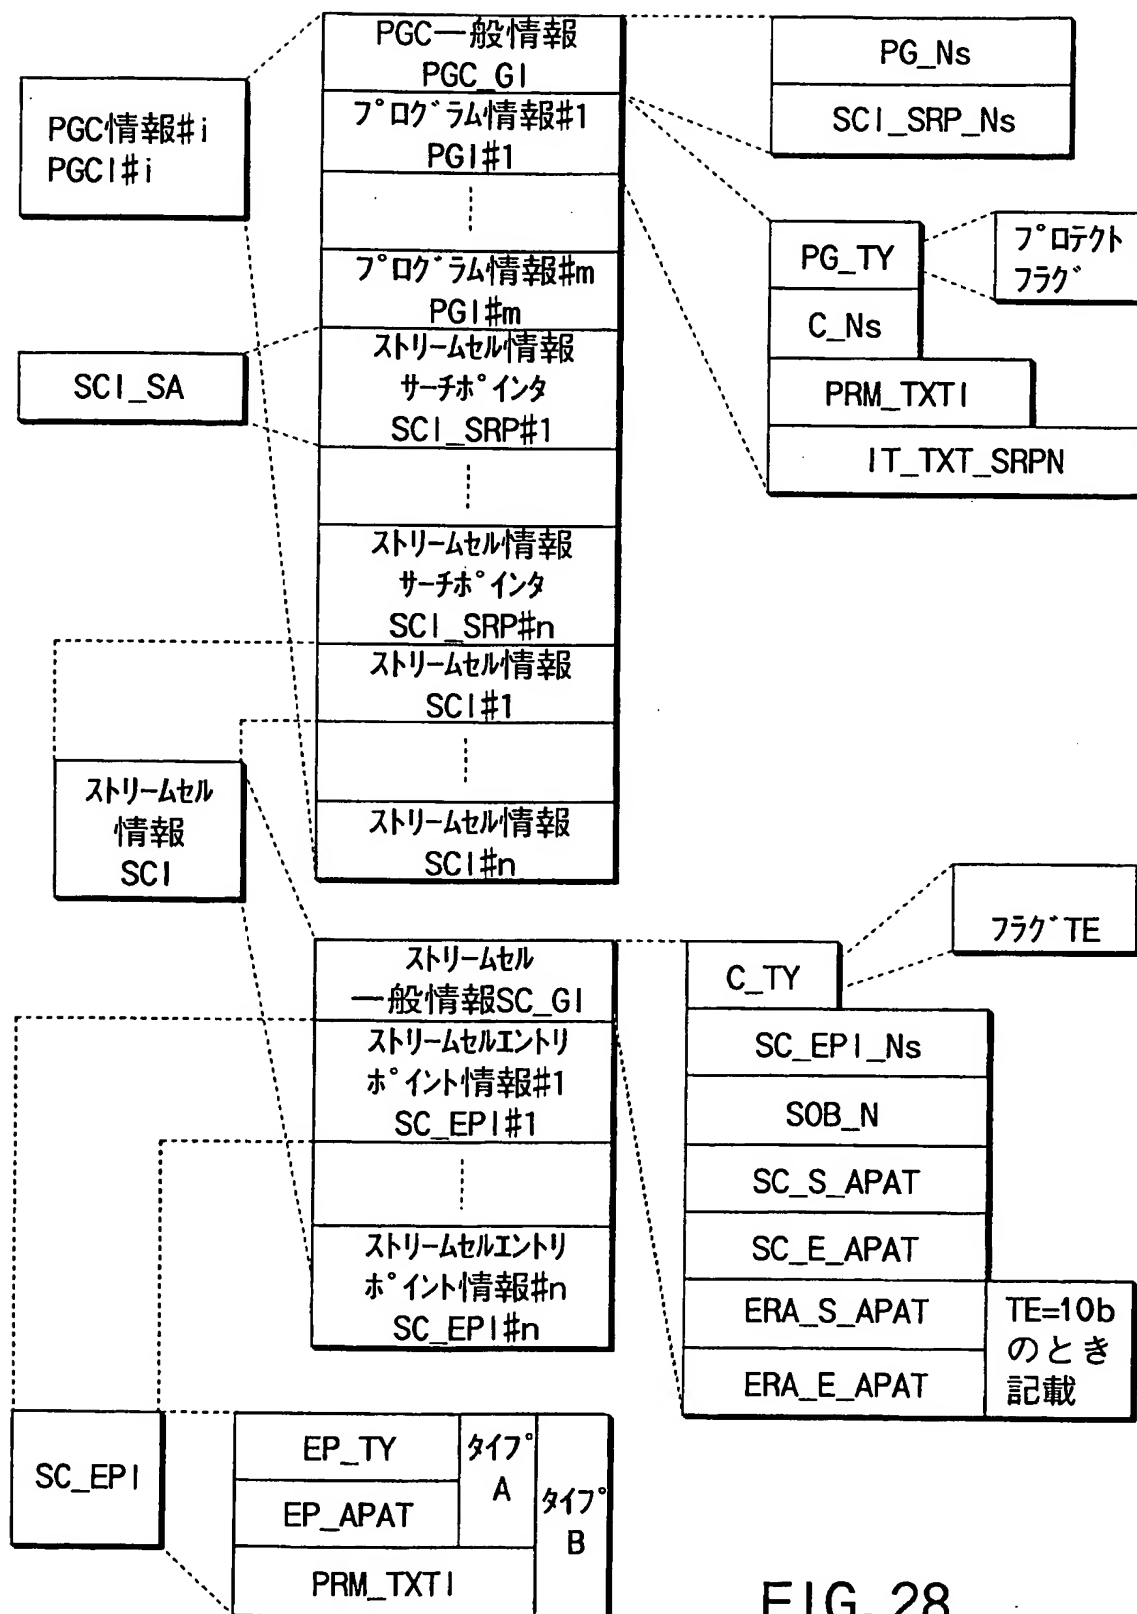 PGC情報#i
PGCI#i
PGC一般情報
PGC_GI
プログラム情報#1
PGI#1
プログラム情報#m
PGI#m
ストリームセル情報
サーチポインタ
SCI_SRP#1
ストリームセル情報
サーチポインタ
SCI_SRP#n
ストリームセル情報
SCI#1
ストリームセル情報
SCI#n
PG_Ns
SCI_SRP_Ns
PG_TY
プロテクト
フラグ
C_Ns
PRM_TXTI
IT_TXT_SRPN
SCI_SA
ストリームセル
情報
SCI
ストリームセル
一般情報SC_GI
ストリームセルエントリ
ポイント情報#1
SC_EPI#1
ストリームセルエントリ
ポイント情報#n
SC_EPI#n
C_TY
フラグTE
SC_EPI_Ns
SOB_N
SC_S_APAT
SC_E_APAT
ERA_S_APAT
ERA_E_APAT
TE=10b
のとき
記載
SC_EPI
EP_TY
EP_APAT
PRM_TXTI
タイプ
A
タイプ
B
FIG. 28